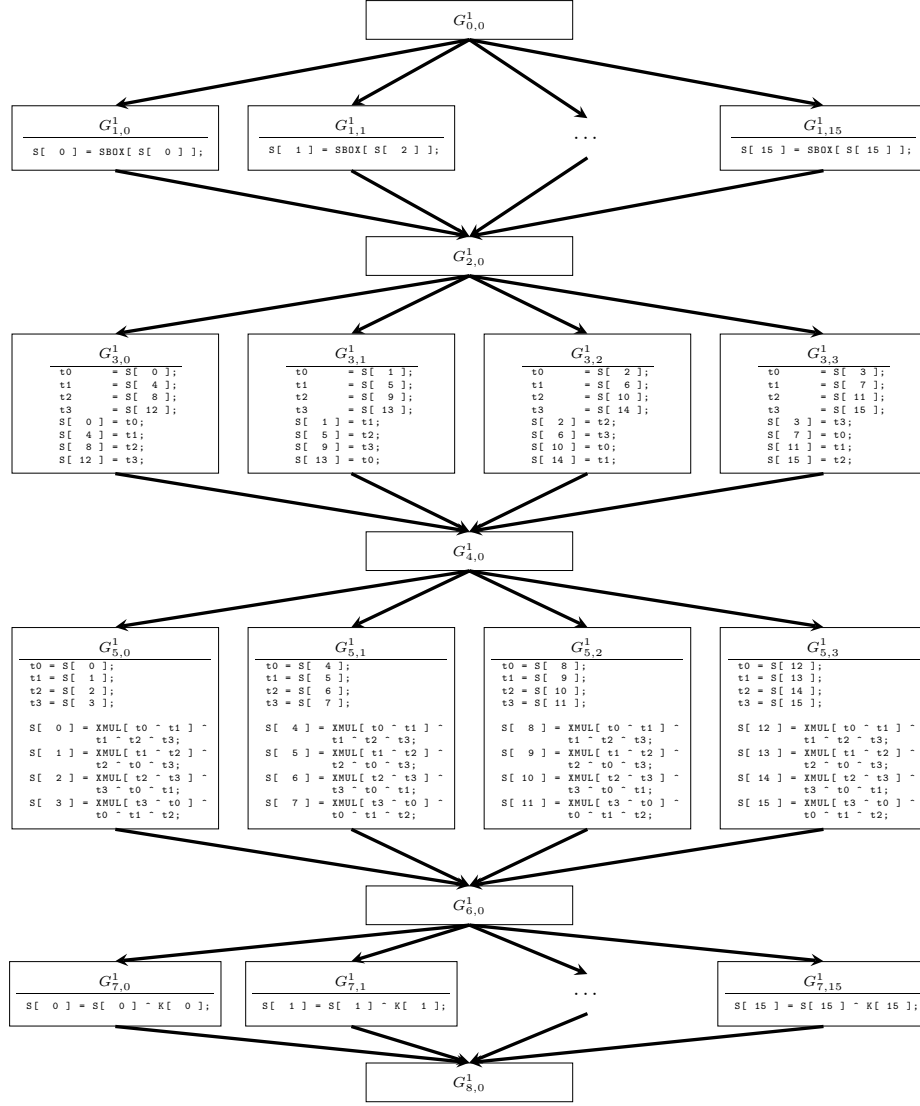 G^1_{0,0}
G^1_{1,0}
S[ 0 ] = SBOX[ S[ 0 ] ];
G^1_{1,1}
S[ 1 ] = SBOX[ S[ 2 ] ];
...
G^1_{1,15}
S[ 15 ] = SBOX[ S[ 15 ] ];
G^1_{2,0}
G^1_{3,0}
t0 = S[ 0 ];
t1 = S[ 4 ];
t2 = S[ 8 ];
t3 = S[ 12 ];
S[ 0 ] = t0;
S[ 4 ] = t1;
S[ 8 ] = t2;
S[ 12 ] = t3;
G^1_{3,1}
t0 = S[ 1 ];
t1 = S[ 5 ];
t2 = S[ 9 ];
t3 = S[ 13 ];
S[ 1 ] = t1;
S[ 5 ] = t2;
S[ 9 ] = t3;
S[ 13 ] = t0;
G^1_{3,2}
t0 = S[ 2 ];
t1 = S[ 6 ];
t2 = S[ 10 ];
t3 = S[ 14 ];
S[ 2 ] = t2;
S[ 6 ] = t3;
S[ 10 ] = t0;
S[ 14 ] = t1;
G^1_{3,3}
t0 = S[ 3 ];
t1 = S[ 7 ];
t2 = S[ 11 ];
t3 = S[ 15 ];
S[ 3 ] = t3;
S[ 7 ] = t0;
S[ 11 ] = t1;
S[ 15 ] = t2;
G^1_{4,0}
G^1_{5,0}
t0 = S[ 0 ];
t1 = S[ 1 ];
t2 = S[ 2 ];
t3 = S[ 3 ];
S[ 0 ] = XMUL[ t0 ^ t1 ] ^
t1 ^ t2 ^ t3;
S[ 1 ] = XMUL[ t1 ^ t2 ] ^
t2 ^ t0 ^ t3;
S[ 2 ] = XMUL[ t2 ^ t3 ] ^
t3 ^ t0 ^ t1;
S[ 3 ] = XMUL[ t3 ^ t0 ] ^
t0 ^ t1 ^ t2;
G^1_{5,1}
t0 = S[ 4 ];
t1 = S[ 5 ];
t2 = S[ 6 ];
t3 = S[ 7 ];
S[ 4 ] = XMUL[ t0 ^ t1 ] ^
t1 ^ t2 ^ t3;
S[ 5 ] = XMUL[ t1 ^ t2 ] ^
t2 ^ t0 ^ t3;
S[ 6 ] = XMUL[ t2 ^ t3 ] ^
t3 ^ t0 ^ t1;
S[ 7 ] = XMUL[ t3 ^ t0 ] ^
t0 ^ t1 ^ t2;
G^1_{5,2}
t0 = S[ 8 ];
t1 = S[ 9 ];
t2 = S[ 10 ];
t3 = S[ 11 ];
S[ 8 ] = XMUL[ t0 ^ t1 ] ^
t1 ^ t2 ^ t3;
S[ 9 ] = XMUL[ t1 ^ t2 ] ^
t2 ^ t0 ^ t3;
S[ 10 ] = XMUL[ t2 ^ t3 ] ^
t3 ^ t0 ^ t1;
S[ 11 ] = XMUL[ t3 ^ t0 ] ^
t0 ^ t1 ^ t2;
G^1_{5,3}
t0 = S[ 12 ];
t1 = S[ 13 ];
t2 = S[ 14 ];
t3 = S[ 15 ];
S[ 12 ] = XMUL[ t0 ^ t1 ] ^
t1 ^ t2 ^ t3;
S[ 13 ] = XMUL[ t1 ^ t2 ] ^
t2 ^ t0 ^ t3;
S[ 14 ] = XMUL[ t2 ^ t3 ] ^
t3 ^ t0 ^ t1;
S[ 15 ] = XMUL[ t3 ^ t0 ] ^
t0 ^ t1 ^ t2;
G^1_{6,0}
G^1_{7,0}
S[ 0 ] = S[ 0 ] ^ K[ 0 ];
G^1_{7,1}
S[ 1 ] = S[ 1 ] ^ K[ 1 ];
...
G^1_{7,15}
S[ 15 ] = S[ 15 ] ^ K[ 15 ];
G^1_{8,0}